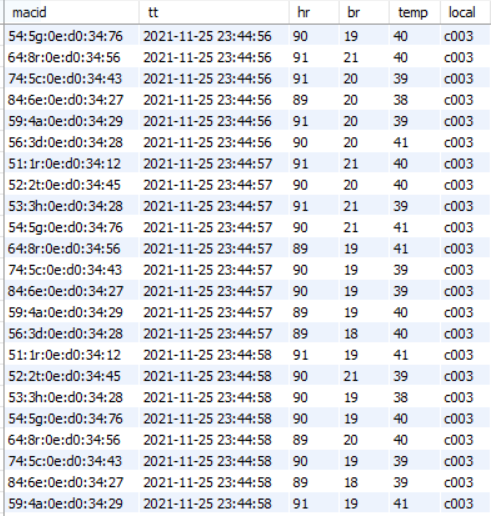 macid tt hr br temp local
54:5g:0e:d0:34:76 2021-11-25 23:44:56 90 19 40 c003
64:8r:0e:d0:34:56 2021-11-25 23:44:56 91 21 40 c003
74:5c:0e:d0:34:43 2021-11-25 23:44:56 91 20 39 c003
84:6e:0e:d0:34:27 2021-11-25 23:44:56 89 20 38 c003
59:4a:0e:d0:34:29 2021-11-25 23:44:56 91 20 39 c003
56:3d:0e:d0:34:28 2021-11-25 23:44:56 90 20 41 c003
51:1r:0e:d0:34:12 2021-11-25 23:44:57 91 21 40 c003
52:2t:0e:d0:34:45 2021-11-25 23:44:57 90 20 40 c003
53:3h:0e:d0:34:28 2021-11-25 23:44:57 91 21 39 c003
54:5g:0e:d0:34:76 2021-11-25 23:44:57 90 21 41 c003
64:8r:0e:d0:34:56 2021-11-25 23:44:57 89 19 41 c003
74:5c:0e:d0:34:43 2021-11-25 23:44:57 90 19 39 c003
84:6e:0e:d0:34:27 2021-11-25 23:44:57 90 19 39 c003
59:4a:0e:d0:34:29 2021-11-25 23:44:57 89 19 40 c003
56:3d:0e:d0:34:28 2021-11-25 23:44:57 89 18 40 c003
51:1r:0e:d0:34:12 2021-11-25 23:44:58 91 19 41 c003
52:2t:0e:d0:34:45 2021-11-25 23:44:58 90 21 39 c003
53:3h:0e:d0:34:28 2021-11-25 23:44:58 90 19 38 c003
54:5g:0e:d0:34:76 2021-11-25 23:44:58 90 19 40 c003
64:8r:0e:d0:34:56 2021-11-25 23:44:58 89 20 40 c003
74:5c:0e:d0:34:43 2021-11-25 23:44:58 90 19 39 c003
84:6e:0e:d0:34:27 2021-11-25 23:44:58 89 18 39 c003
59:4a:0e:d0:34:29 2021-11-25 23:44:58 91 19 41 c003